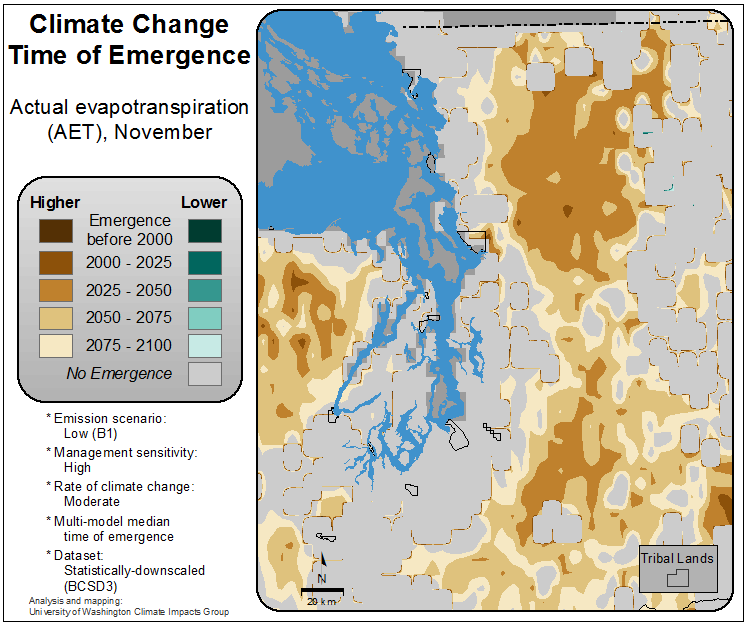 Climate Change
Time of Emergence
Actual evapotranspiration
(AET), November
Higher Lower
Emergence
before 2000
2000 - 2025
2025 - 2050
2050 - 2075
2075 - 2100
No Emergence
* Emission scenario:
Low (B1)
* Management sensitivity:
High
* Rate of climate change:
Moderate
* Multi-model median
time of emergence
* Dataset:
Statistically-downscaled
(BCSD3)
Analysis and mapping:
University of Washington Climate Impacts Group
N
20 km
Tribal Lands